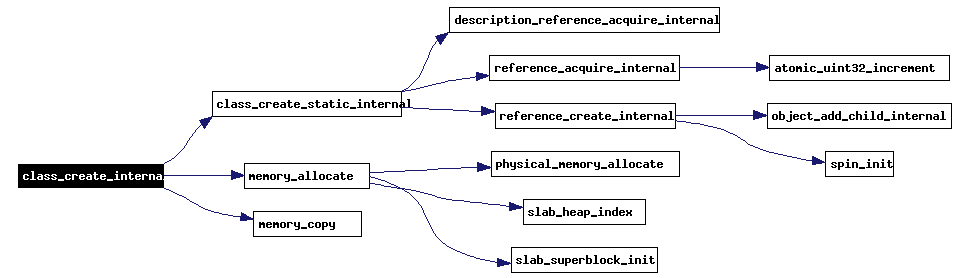 description_reference_acquire_internal
reference_acquire_internal
atomic_uint32_increment
class_create_static_internal
reference_create_internal
object_add_child_internal
physical_memory_allocate
spin_init
class_create_interna
memory_allocate
slab_heap_index
memory_copy
slab_superblock_init